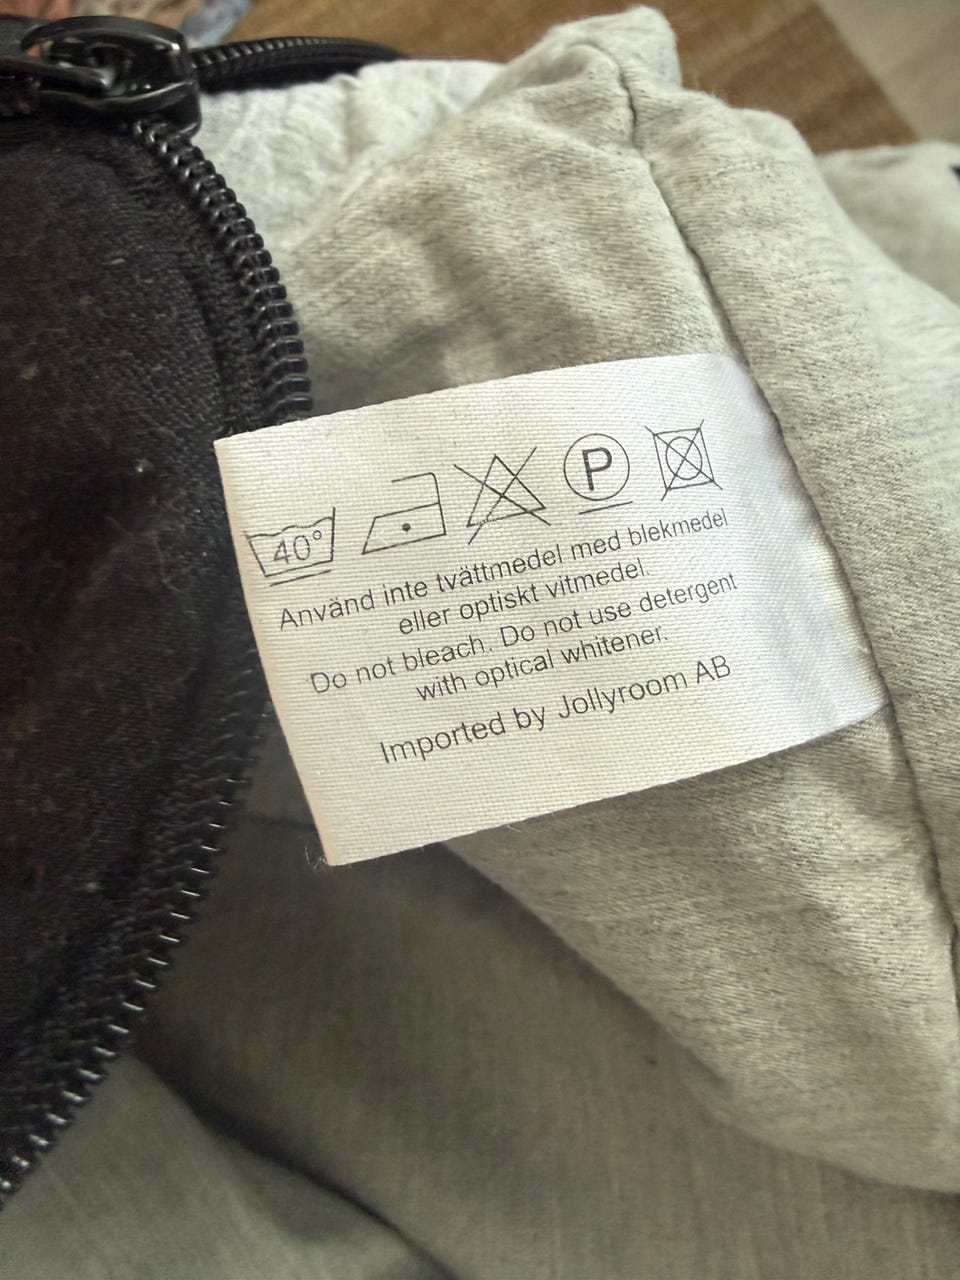 40°
P
Använd inte tvättmedel med blekmedel
eller optiskt vitmedel.
Do not bleach. Do not use detergent
with optical whitener.
Imported by Jollyroom AB